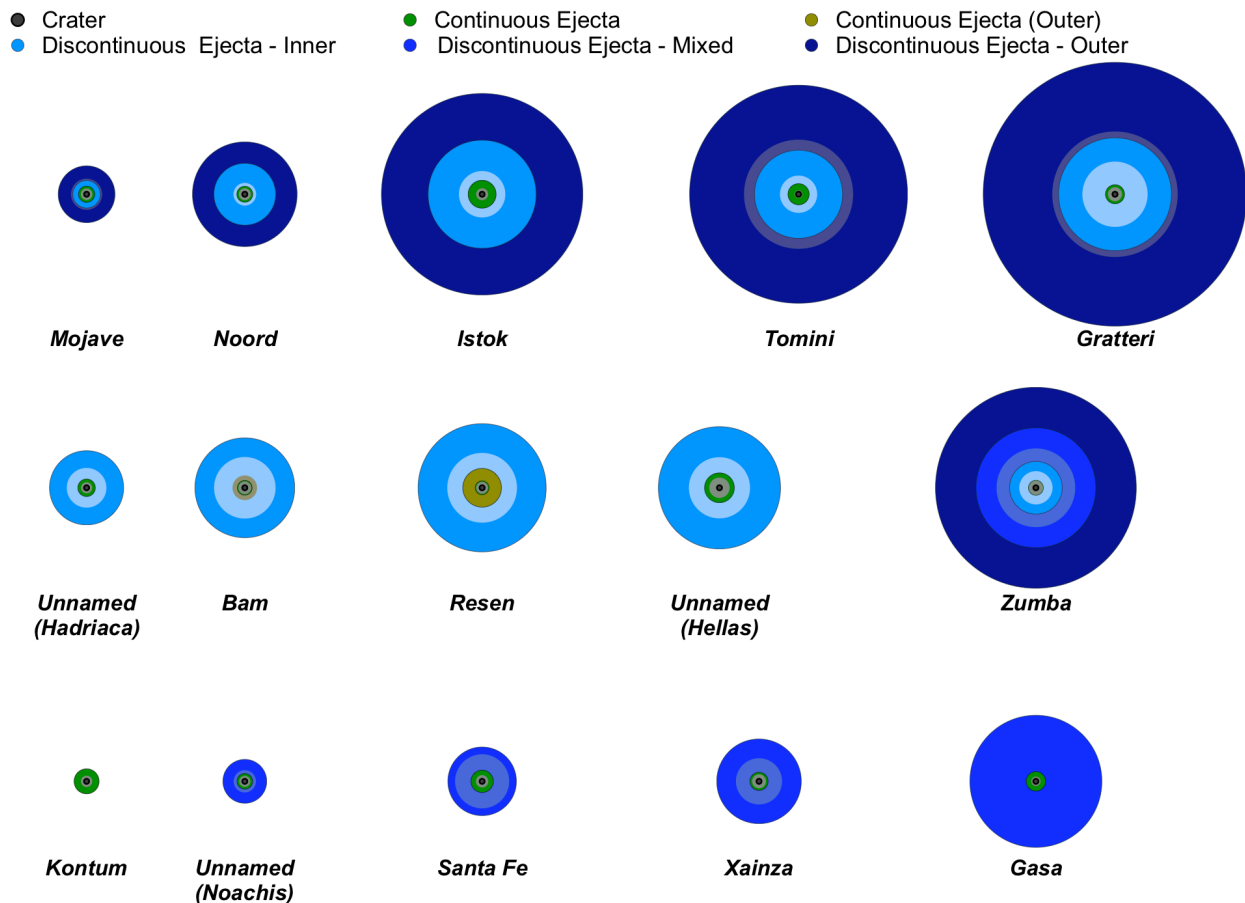 Crater
Continuous Ejecta
Continuous Ejecta (Outer)
Discontinuous  Ejecta - Inner
Discontinuous Ejecta - Mixed
Discontinuous Ejecta - Outer
Mojave
Noord
Istok
Tomini
Gratteri
Unnamed
(Hadriaca)
Bam
Resen
Unnamed
(Hellas)
Zumba
Kontum
Unnamed
(Noachis)
Santa Fe
Xainza
Gasa